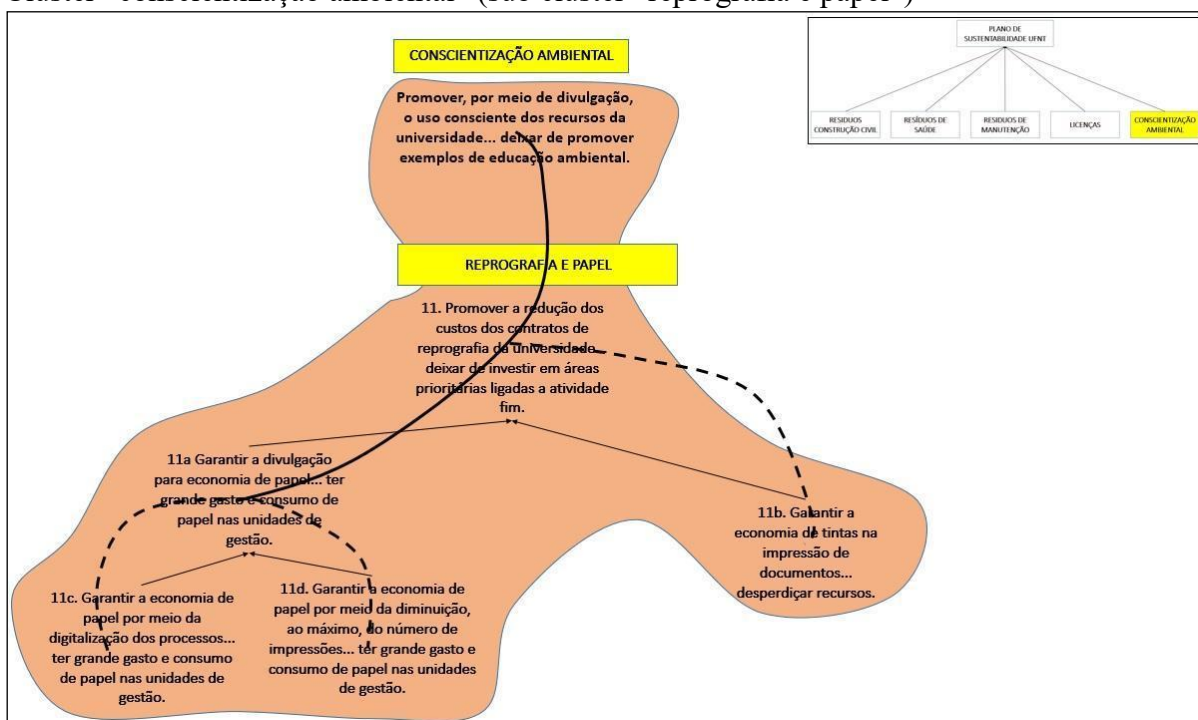 Cluster "conscientização ambiental" (sub-cluster "reprografia e papel")
CONSCIENTIZAÇÃO AMBIENTAL
Promover, por meio de divulgação,
o uso consciente dos recursos da
universidade... deixar de promover
exemplos de educação ambiental.
PLANO DE
SUSTENTABILIDADE UFNT
RESIDUOS
CONSTRUÇÃO CIVIL
RESÍDUOS DE
SAÚDE
RESIDUOS DE
MANUTENÇÃO
LICENÇAS
CONSCIENTIZAÇÃO
AMBIENTAL
REPROGRAFIA E PAPEL
11. Promover a redução dos
custos dos contratos de
reprografia da universidade...
deixar de investir em áreas
prioritárias ligadas a atividade
fim.
11a Garantir a divulgação
para economia de papel... ter
grande gasto e consumo de
papel nas unidades de
gestão.
11b. Garantir a
economia de tintas na
impressão de
documentos...
desperdiçar recursos.
11c. Garantir a economia de
papel por meio da
digitalização dos processos...
ter grande gasto e consumo
de papel nas unidades de
gestão.
11d. Garantir a economia de
papel por meio da diminuição,
ao máximo, do número de
impressões... ter grande gasto e
consumo de papel nas unidades
de gestão.